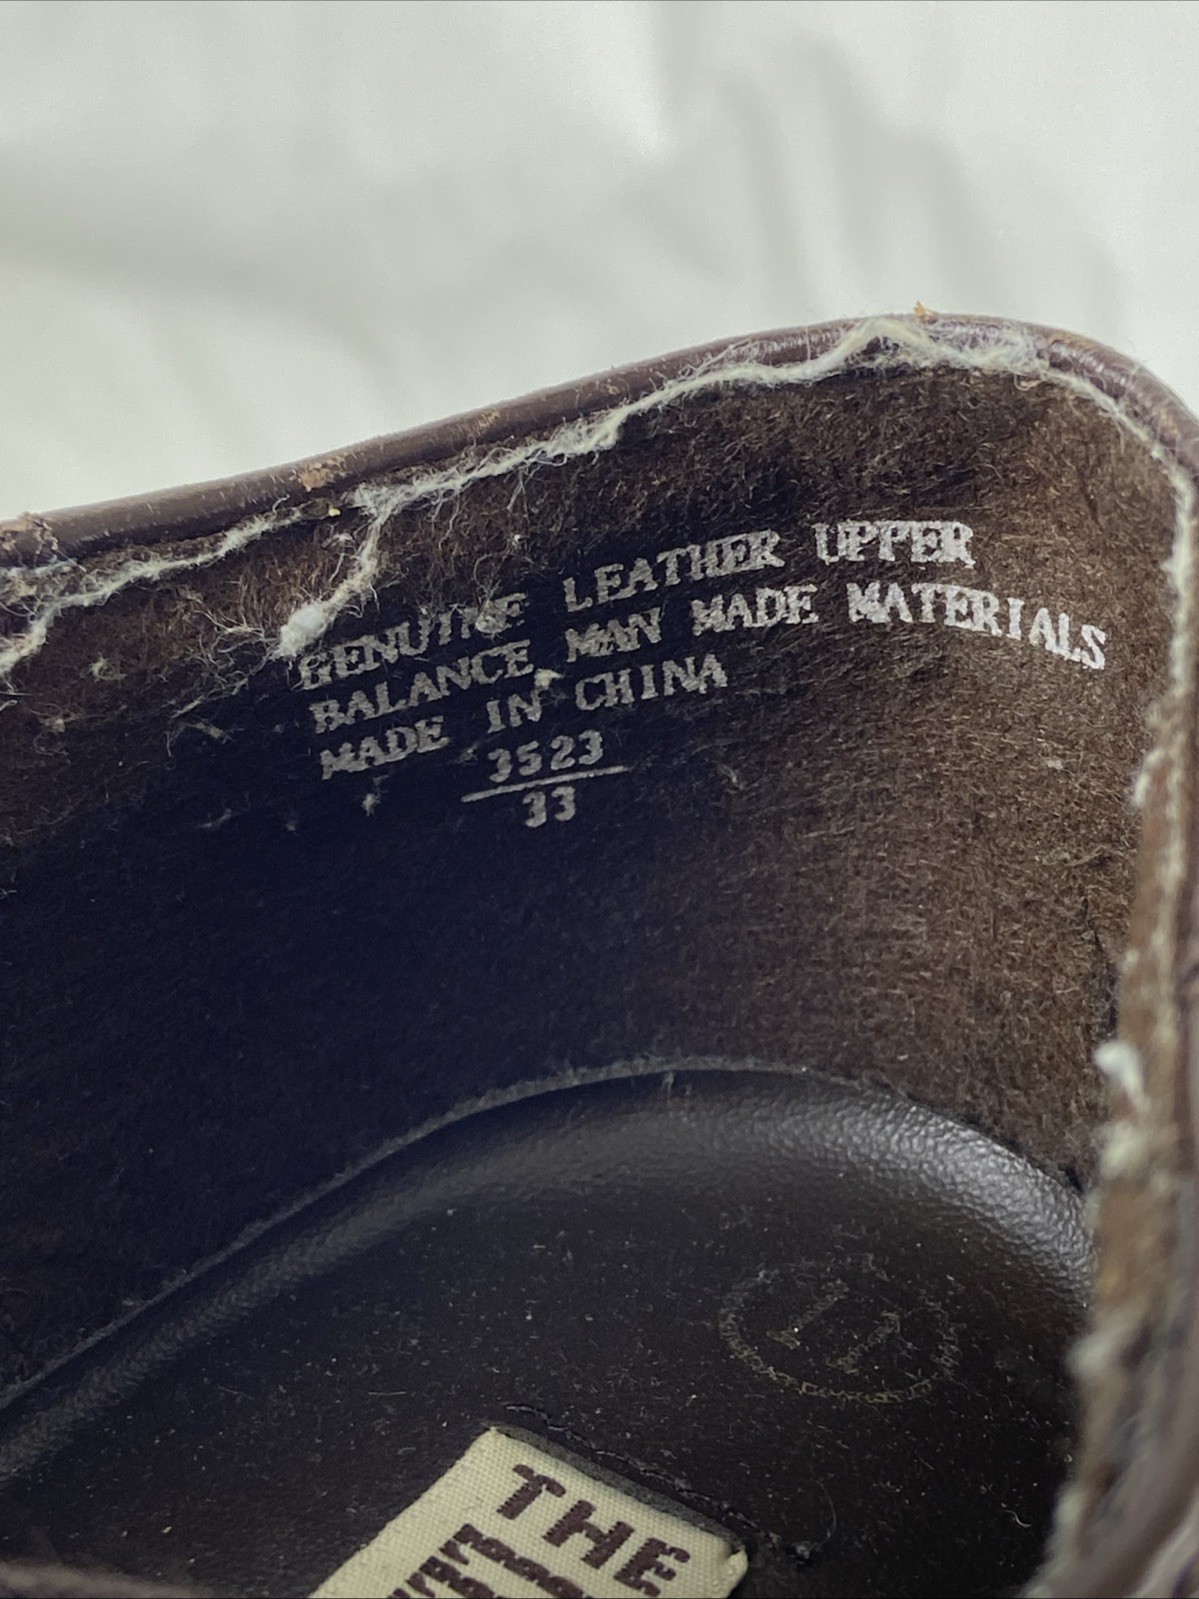 GENUINE LEATHER UPPER
BALANCE MAN MADE MATERIALS
MADE IN CHINA
3523
33
THE